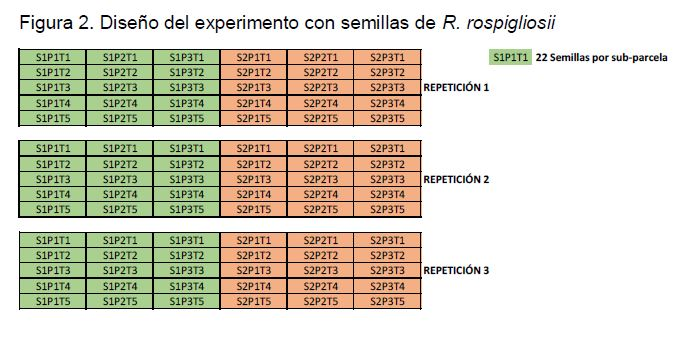 Figura 2. Diseño del experimento con semillas de R. rospigliosii
S1P1T1 S1P2T1 S1P3T1 S2P1T1 S2P2T1 S2P3T1 S1P1T1 22 Semillas por sub-parcela
S1P1T2 S1P2T2 S1P3T2 S2P1T2 S2P2T2 S2P3T2
S1P1T3 S1P2T3 S1P3T3 S2P1T3 S2P2T3 S2P3T3 REPETICIÓN 1
S1P1T4 S1P2T4 S1P3T4 S2P1T4 S2P2T4 S2P3T4
S1P1T5 S1P2T5 S1P3T5 S2P1T5 S2P2T5 S2P3T5
S1P1T1 S1P2T1 S1P3T1 S2P1T1 S2P2T1 S2P3T1
S1P1T2 S1P2T2 S1P3T2 S2P1T2 S2P2T2 S2P3T2
S1P1T3 S1P2T3 S1P3T3 S2P1T3 S2P2T3 S2P3T3 REPETICIÓN 2
S1P1T4 S1P2T4 S1P3T4 S2P1T4 S2P2T4 S2P3T4
S1P1T5 S1P2T5 S1P3T5 S2P1T5 S2P2T5 S2P3T5
S1P1T1 S1P2T1 S1P3T1 S2P1T1 S2P2T1 S2P3T1
S1P1T2 S1P2T2 S1P3T2 S2P1T2 S2P2T2 S2P3T2
S1P1T3 S1P2T3 S1P3T3 S2P1T3 S2P2T3 S2P3T3 REPETICIÓN 3
S1P1T4 S1P2T4 S1P3T4 S2P1T4 S2P2T4 S2P3T4
S1P1T5 S1P2T5 S1P3T5 S2P1T5 S2P2T5 S2P3T5